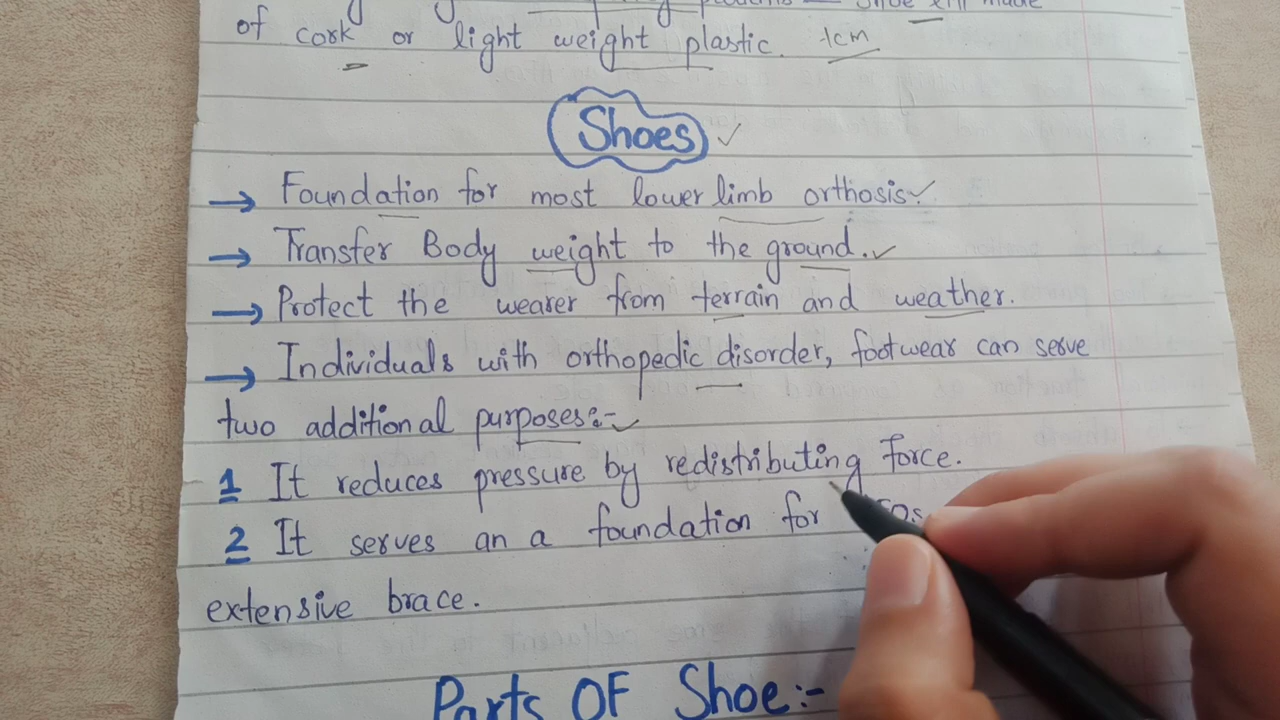 Shoe made
of cork or light weight plastic. 1cm
Shoes
→ Foundation for most lower limb orthosis.
→ Transfer Body weight to the ground.
→ Protect the wearer from terrain and weather.
→ Individuals with orthopedic disorder, footwear can serve
two additional purposes:-
1 It reduces pressure by redistributing force.
2 It serves an a foundation for
extensive brace.
Parts OF Shoe:-